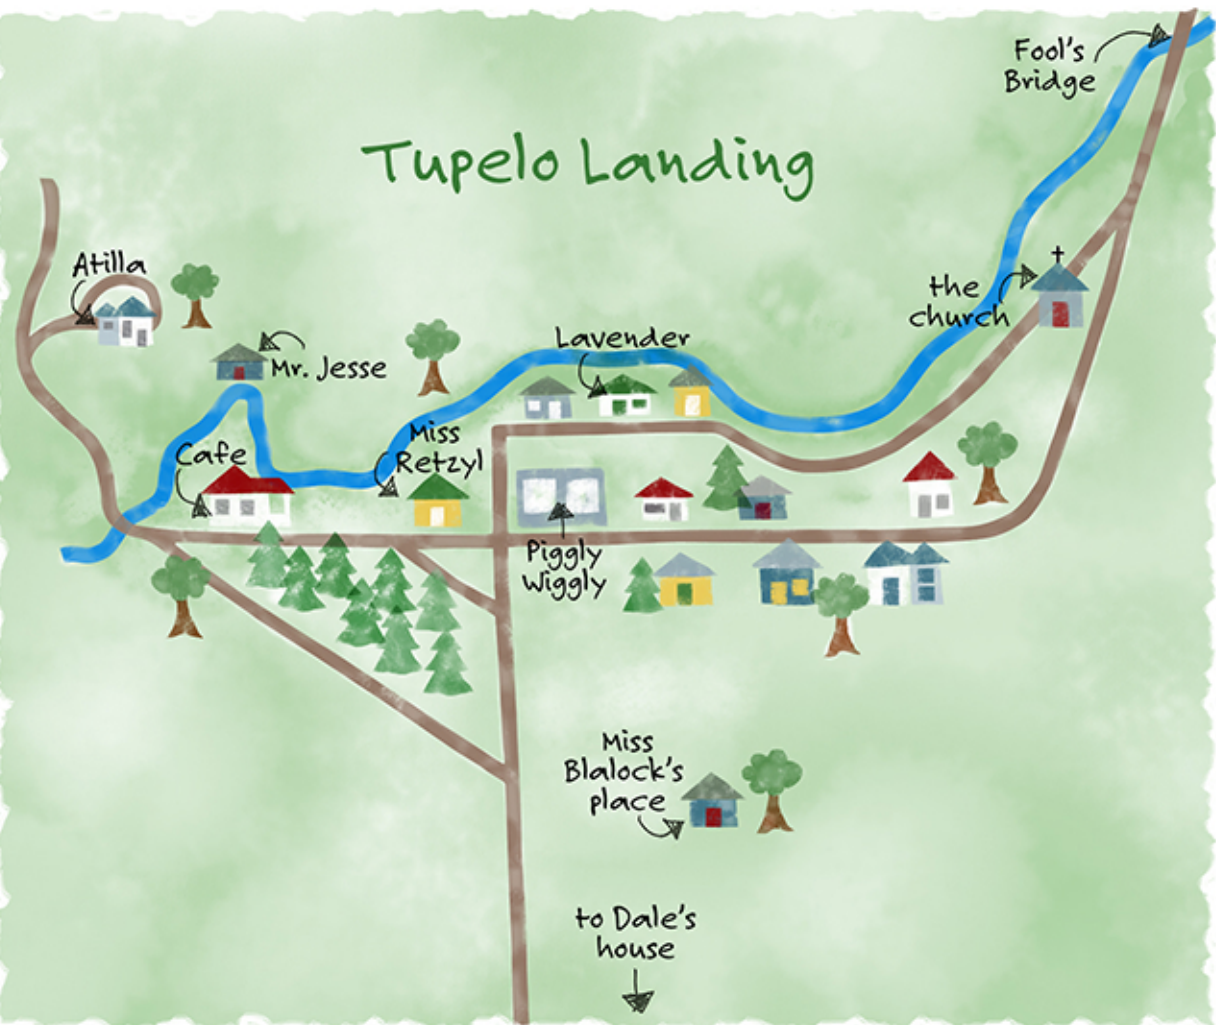 Fool's
Bridge
Tupelo Landing
Atilla
the
church
Lavender
Mr. Jesse
Miss
Retzyl
Cafe
Piggly
Wiggly
Miss
Blalock's
place
to Dale's
house